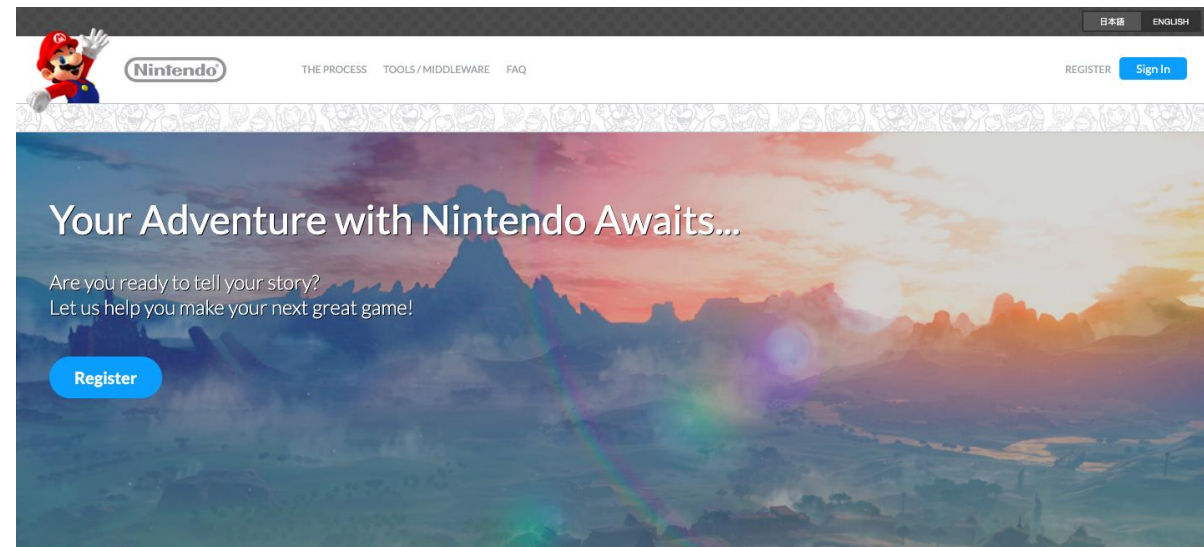 日本語 ENGLISH
Nintendo
THE PROCESS TOOLS / MIDDLEWARE FAQ
REGISTER Sign In
Your Adventure with Nintendo Awaits...
Are you ready to tell your story?
Let us help you make your next great game!
Register